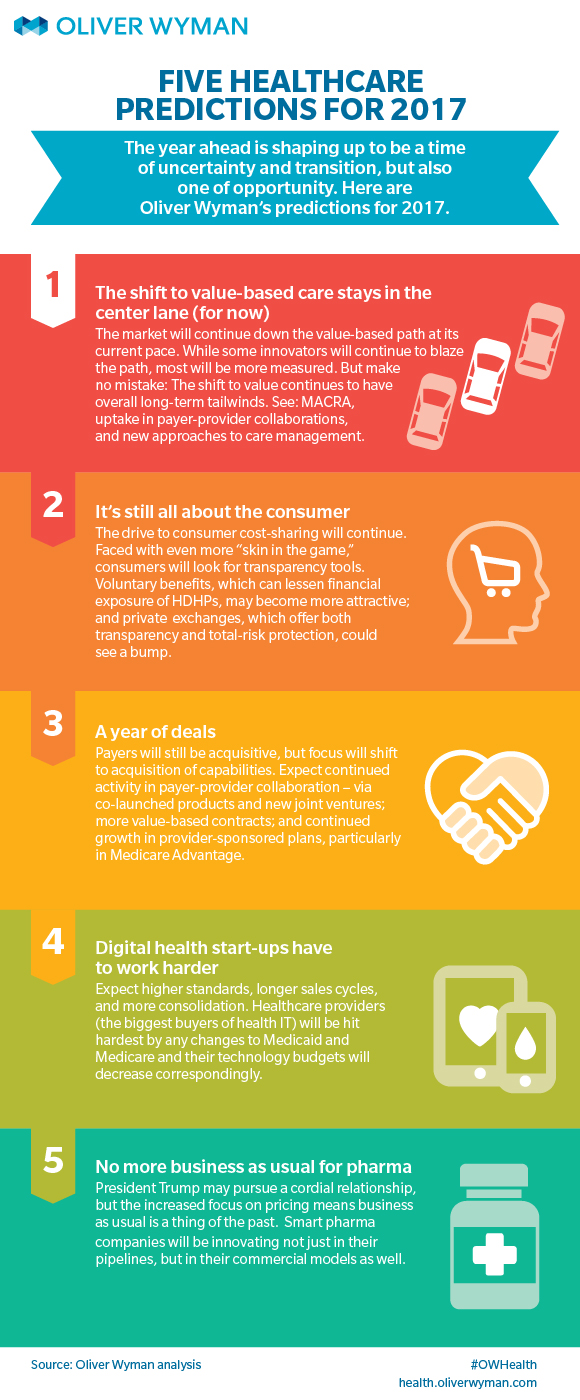 OLIVER WYMAN
FIVE HEALTHCARE
PREDICTIONS FOR 2017
The year ahead is shaping up to be a time
of uncertainty and transition, but also
one of opportunity. Here are
Oliver Wyman's predictions for 2017.
1
The shift to value-based care stays in the
center lane (for now)
The market will continue down the value-based path at its
current pace. While some innovators will continue to blaze
the path, most will be more measured. But make
no mistake: The shift to value continues to have
overall long-term tailwinds. See: MACRA,
uptake in payer-provider collaborations,
and new approaches to care management.
2
It's still all about the consumer
The drive to consumer cost-sharing will continue.
Faced with even more "skin in the game,"
consumers will look for transparency tools.
Voluntary benefits, which can lessen financial
exposure of HDHPs, may become more attractive;
and private exchanges, which offer both
transparency and total-risk protection, could
see a bump.
3
A year of deals
Payers will still be acquisitive, but focus will shift
to acquisition of capabilities. Expect continued
activity in payer-provider collaboration – via
co-launched products and new joint ventures;
more value-based contracts; and continued
growth in provider-sponsored plans, particularly
in Medicare Advantage.
4
Digital health start-ups have
to work harder
Expect higher standards, longer sales cycles,
and more consolidation. Healthcare providers
(the biggest buyers of health IT) will be hit
hardest by any changes to Medicaid and
Medicare and their technology budgets will
decrease correspondingly.
5
No more business as usual for pharma
President Trump may pursue a cordial relationship,
but the increased focus on pricing means business
as usual is a thing of the past. Smart pharma
companies will be innovating not just in their
pipelines, but in their commercial models as well.
Source: Oliver Wyman analysis
#OWHealth
health.oliverwyman.com